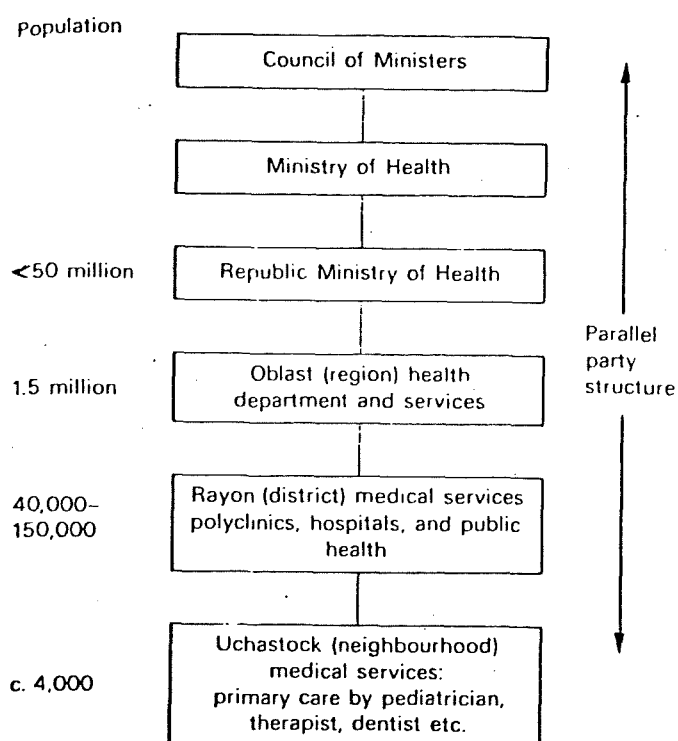 Population
Council of Ministers
Ministry of Health
<50 million
Republic Ministry of Health
1.5 million
Oblast (region) health
department and services
40,000–
150,000
Rayon (district) medical services
polyclinics, hospitals, and public
health
c. 4,000
Uchastock (neighbourhood)
medical services:
primary care by pediatrician,
therapist, dentist etc.
Parallel
party
structure